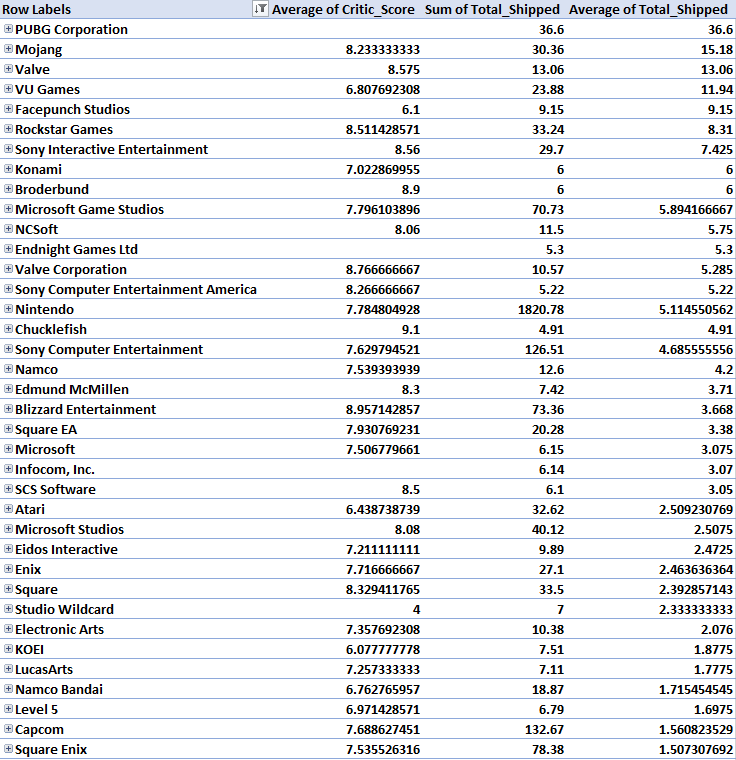 Row Labels Average of Critic_Score Sum of Total_Shipped Average of Total_Shipped
PUBG Corporation 36.6 36.6
Mojang 8.233333333 30.36 15.18
Valve 8.575 13.06 13.06
VU Games 6.807692308 23.88 11.94
Facepunch Studios 6.1 9.15 9.15
Rockstar Games 8.511428571 33.24 8.31
Sony Interactive Entertainment 8.56 29.7 7.425
Konami 7.022869955 6 6
Broderbund 8.9 6 6
Microsoft Game Studios 7.796103896 70.73 5.894166667
NCSoft 8.06 11.5 5.75
Endnight Games Ltd 5.3 5.3
Valve Corporation 8.766666667 10.57 5.285
Sony Computer Entertainment America 8.266666667 5.22 5.22
Nintendo 7.784804928 1820.78 5.114550562
Chucklefish 9.1 4.91 4.91
Sony Computer Entertainment 7.629794521 126.51 4.685555556
Namco 7.539393939 12.6 4.2
Edmund McMillen 8.3 7.42 3.71
Blizzard Entertainment 8.957142857 73.36 3.668
Square EA 7.930769231 20.28 3.38
Microsoft 7.506779661 6.15 3.075
Infocom, Inc. 6.14 3.07
SCS Software 8.5 6.1 3.05
Atari 6.438738739 32.62 2.509230769
Microsoft Studios 8.08 40.12 2.5075
Eidos Interactive 7.211111111 9.89 2.4725
Enix 7.716666667 27.1 2.463636364
Square 8.329411765 33.5 2.392857143
Studio Wildcard 4 7 2.333333333
Electronic Arts 7.357692308 10.38 2.076
KOEI 6.077777778 7.51 1.8775
LucasArts 7.257333333 7.11 1.7775
Namco Bandai 6.762765957 18.87 1.715454545
Level 5 6.971428571 6.79 1.6975
Capcom 7.688627451 132.67 1.560823529
Square Enix 7.535526316 78.38 1.507307692